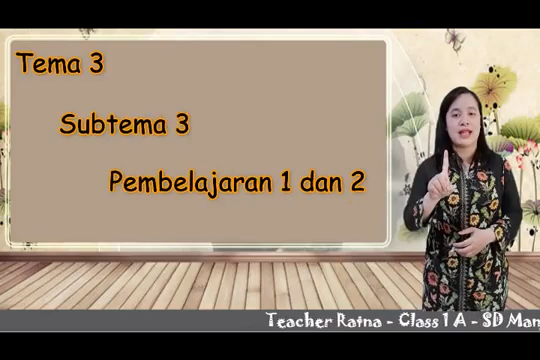 Tema 3
Subtema 3
Pembelajaran 1 dan 2
Teacher Ratna - Class 1 A - SD